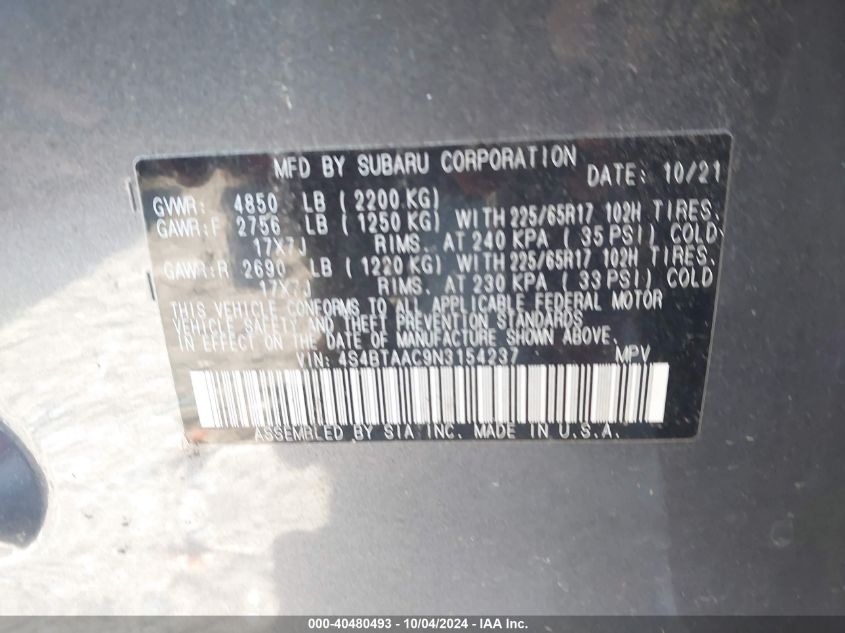 MFD BY SUBARU CORPORATION DATE: 10/21
GVWR: 4850 LB ( 2200 KG)
GAWR:F 2756 LB ( 1250 KG) WITH 225/65R17 102H TIRES.
17X7J RIMS. AT 240 KPA ( 35 PSI) COLD
GAWR:R 2690 LB ( 1220 KG) WITH 225/65R17 102H TIRES.
17X7J RIMS. AT 230 KPA ( 33 PSI) COLD
THIS VEHICLE CONFORMS TO ALL APPLICABLE FEDERAL MOTOR
VEHICLE SAFETY AND THEFT PREVENTION STANDARDS
IN EFFECT ON THE DATE OF MANUFACTURE SHOWN ABOVE.
VIN: 4S4BTAAC9N3154237 MPV
ASSEMBLED BY SIA INC. MADE IN U.S.A.
000-40480493 - 10/04/2024 - IAA Inc.